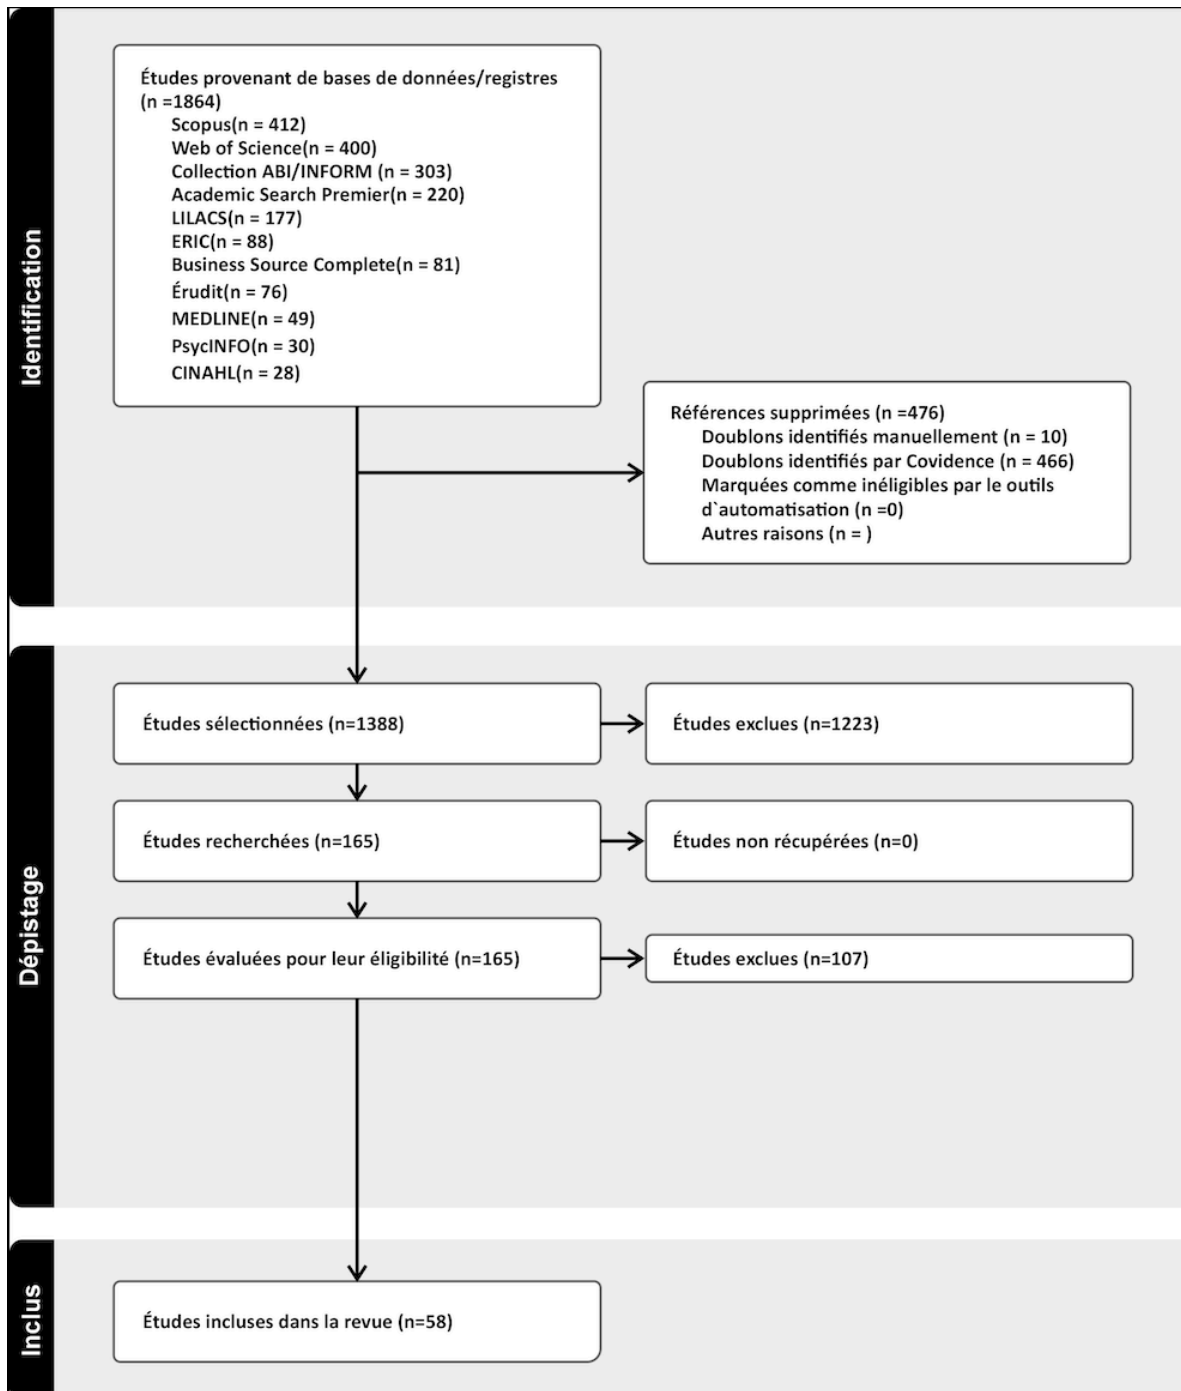 Identification
Études provenant de bases de données/registres
(n =1864)
Scopus(n = 412)
Web of Science(n = 400)
Collection ABI/INFORM (n = 303)
Academic Search Premier(n = 220)
LILACS(n = 177)
ERIC(n = 88)
Business Source Complete(n = 81)
Érudit(n = 76)
MEDLINE(n = 49)
PsycINFO(n = 30)
CINAHL(n = 28)
Références supprimées (n =476)
Doublons identifiés manuellement (n = 10)
Doublons identifiés par Covidence (n = 466)
Marquées comme inéligibles par le outils
d`automatisation (n =0)
Autres raisons (n = )
Dépistage
Études sélectionnées (n=1388)
Études exclues (n=1223)
Études recherchées (n=165)
Études non récupérées (n=0)
Études évaluées pour leur éligibilité (n=165)
Études exclues (n=107)
Inclus
Études incluses dans la revue (n=58)